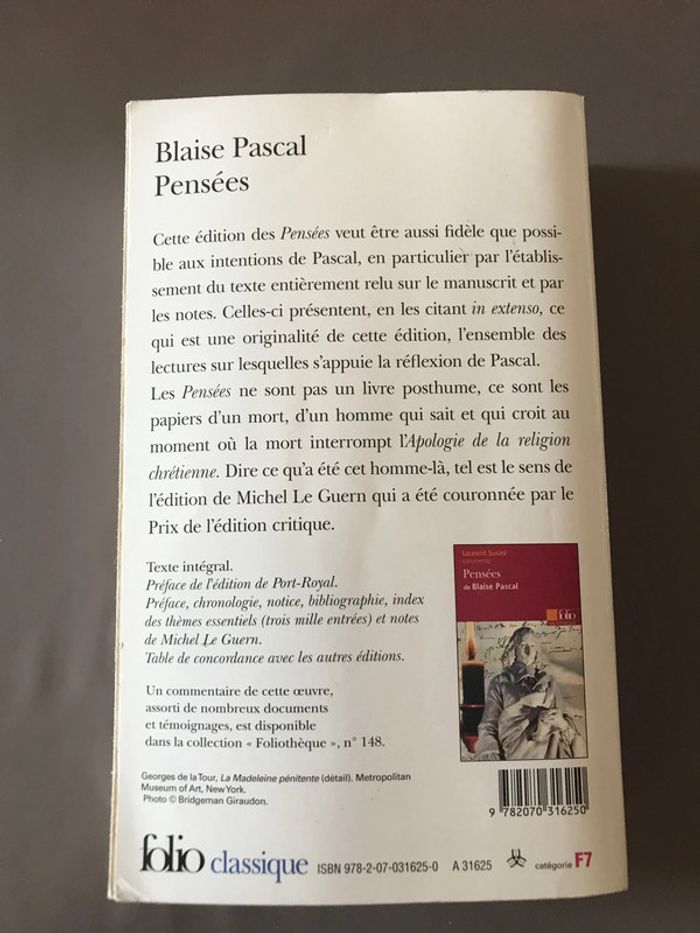 Blaise Pascal
Pensées
Cette édition des Pensées veut être aussi fidèle que possi-
ble aux intentions de Pascal, en particulier par l'établis-
sement du texte entièrement relu sur le manuscrit et par
les notes. Celles-ci présentent, en les citant in extenso, ce
qui est une originalité de cette édition, l'ensemble des
lectures sur lesquelles s'appuie la réflexion de Pascal.
Les Pensées ne sont pas un livre posthume, ce sont les
papiers d'un mort, d'un homme qui sait et qui croit au
moment où la mort interrompt l'Apologie de la religion
chrétienne. Dire ce qu'a été cet homme-là, tel est le sens de
l'édition de Michel Le Guern qui a été couronnée par le
Prix de l'édition critique.
Texte intégral.
Préface de l'édition de Port-Royal.
Préface, chronologie, notice, bibliographie, index
des thèmes essentiels (trois mille entrées) et notes
de Michel Le Guern.
Table de concordance avec les autres éditions.
Un commentaire de cette œuvre,
assorti de nombreux documents
et témoignages, est disponible
dans la collection « Foliothèque », n° 148.
Laurent Susini
commente
Pensées
de Blaise Pascal
folio
Georges de la Tour, La Madeleine pénitente (détail). Metropolitan
Museum of Art, New York.
Photo © Bridgeman Giraudon.
9 782070 316250
folio classique ISBN 978-2-07-031625-0 A 31625 catégorie F7